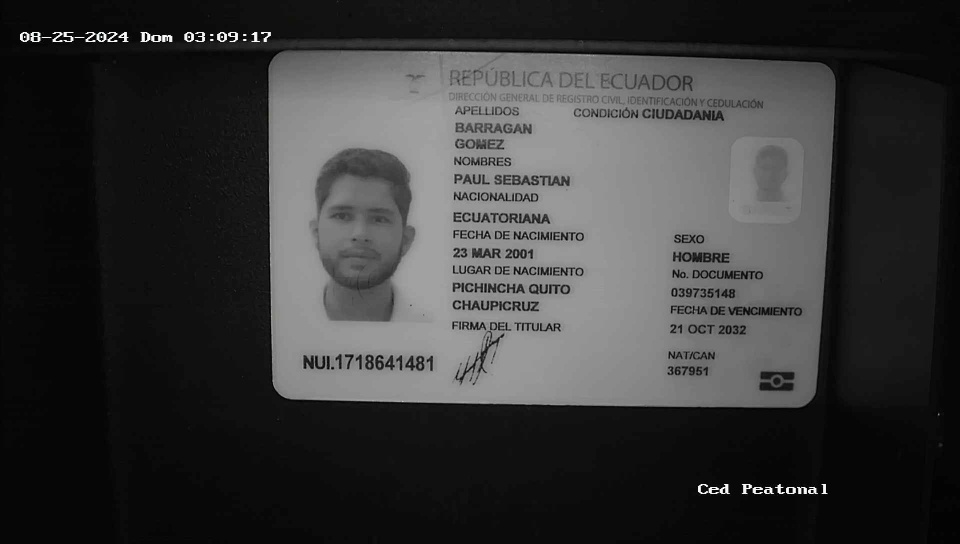 08-25-2024 Dom 03:09:17
REPÚBLICA DEL ECUADOR
DIRECCIÓN GENERAL DE REGISTRO CIVIL, IDENTIFICACIÓN Y CEDULACIÓN
APELLIDOS
CONDICIÓN CIUDADANIA
BARRAGAN
GOMEZ
NOMBRES
PAUL SEBASTIAN
NACIONALIDAD
ECUATORIANA
FECHA DE NACIMIENTO
23 MAR 2001
LUGAR DE NACIMIENTO
PICHINCHA QUITO
CHAUPICRUZ
FIRMA DEL TITULAR
SEXO
HOMBRE
No. DOCUMENTO
039735148
FECHA DE VENCIMIENTO
21 OCT 2032
NAT/CAN
367951
NUI.1718641481
Ced Peatonal